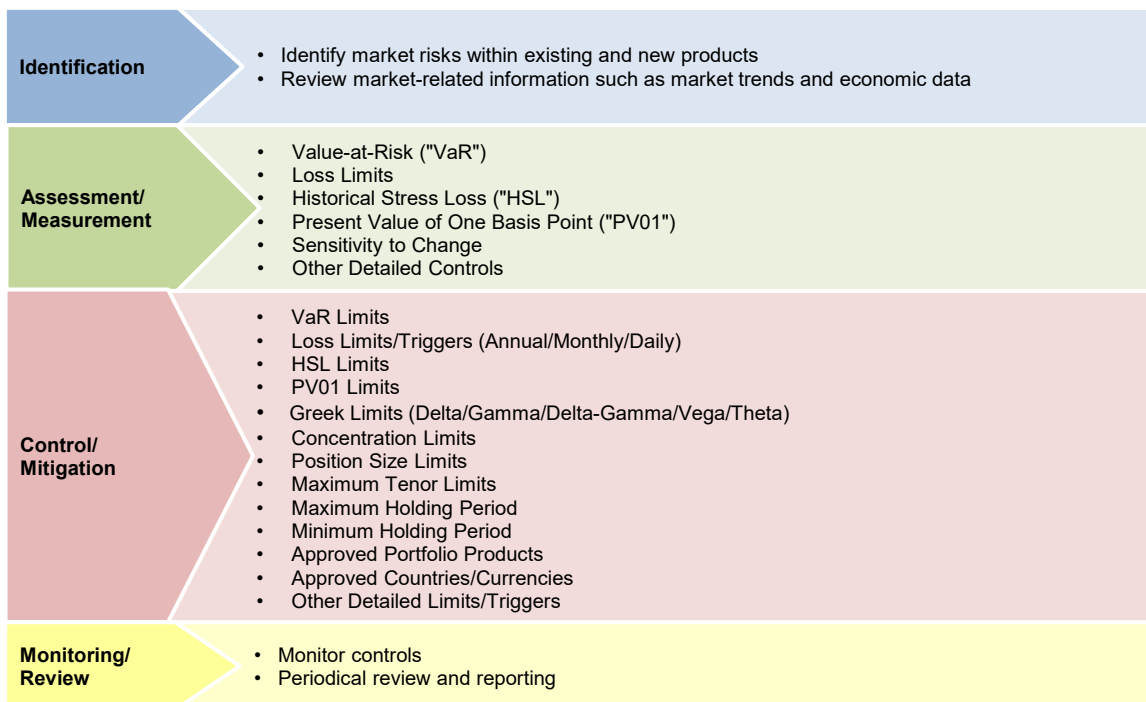 Identification
• Identify market risks within existing and new products
• Review market-related information such as market trends and economic data
Assessment/
Measurement
• Value-at-Risk ("VaR")
• Loss Limits
• Historical Stress Loss ("HSL")
• Present Value of One Basis Point ("PV01")
• Sensitivity to Change
• Other Detailed Controls
Control/
Mitigation
• VaR Limits
• Loss Limits/Triggers (Annual/Monthly/Daily)
• HSL Limits
• PV01 Limits
• Greek Limits (Delta/Gamma/Delta-Gamma/Vega/Theta)
• Concentration Limits
• Position Size Limits
• Maximum Tenor Limits
• Maximum Holding Period
• Minimum Holding Period
• Approved Portfolio Products
• Approved Countries/Currencies
• Other Detailed Limits/Triggers
Monitoring/
Review
• Monitor controls
• Periodical review and reporting